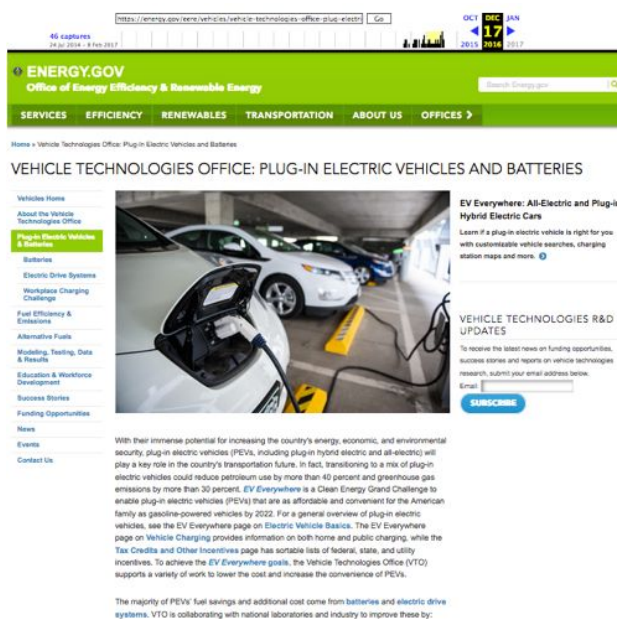 https://energy.gov/eere/vehicles/vehicle-technologies-office-plug-electri
Go
OCT DEC JAN
46 captures
17
24 Jul 2014 - 9 Feb 2017
2015 2016 2017
ENERGY.GOV
Office of Energy Efficiency & Renewable Energy
Search Energy.gov
SERVICES EFFICIENCY RENEWABLES TRANSPORTATION ABOUT US OFFICES
Home » Vehicle Technologies Office: Plug-In Electric Vehicles and Batteries
VEHICLE TECHNOLOGIES OFFICE: PLUG-IN ELECTRIC VEHICLES AND BATTERIES
Vehicles Home
About the Vehicle
Technologies Office
Plug-in Electric Vehicles
& Batteries
Batteries
Electric Drive Systems
Workplace Charging
Challenge
Fuel Efficiency &
Emissions
Alternative Fuels
Modeling, Testing, Data
& Results
Education & Workforce
Development
Success Stories
Funding Opportunities
News
Events
Contact Us
EV Everywhere: All-Electric and Plug-in
Hybrid Electric Cars
Learn if a plug-in electric vehicle is right for you
with customizable vehicle searches, charging
station maps and more.
VEHICLE TECHNOLOGIES R&D
UPDATES
To receive the latest news on funding opportunities,
success stories and reports on vehicle technologies
research, submit your email address below.
Email:
SUBSCRIBE
With their immense potential for increasing the country's energy, economic, and environmental
security, plug-in electric vehicles (PEVs, including plug-in hybrid electric and all-electric) will
play a key role in the country's transportation future. In fact, transitioning to a mix of plug-in
electric vehicles could reduce petroleum use by more than 40 percent and greenhouse gas
emissions by more than 30 percent. EV Everywhere is a Clean Energy Grand Challenge to
enable plug-in electric vehicles (PEVs) that are as affordable and convenient for the American
family as gasoline-powered vehicles by 2022. For a general overview of plug-in electric
vehicles, see the EV Everywhere page on Electric Vehicle Basics. The EV Everywhere
page on Vehicle Charging provides information on both home and public charging, while the
Tax Credits and Other Incentives page has sortable lists of federal, state, and utility
incentives. To achieve the EV Everywhere goals, the Vehicle Technologies Office (VTO)
supports a variety of work to lower the cost and increase the convenience of PEVs.
The majority of PEVs' fuel savings and additional cost come from batteries and electric drive
systems. VTO is collaborating with national laboratories and industry to improve these by: